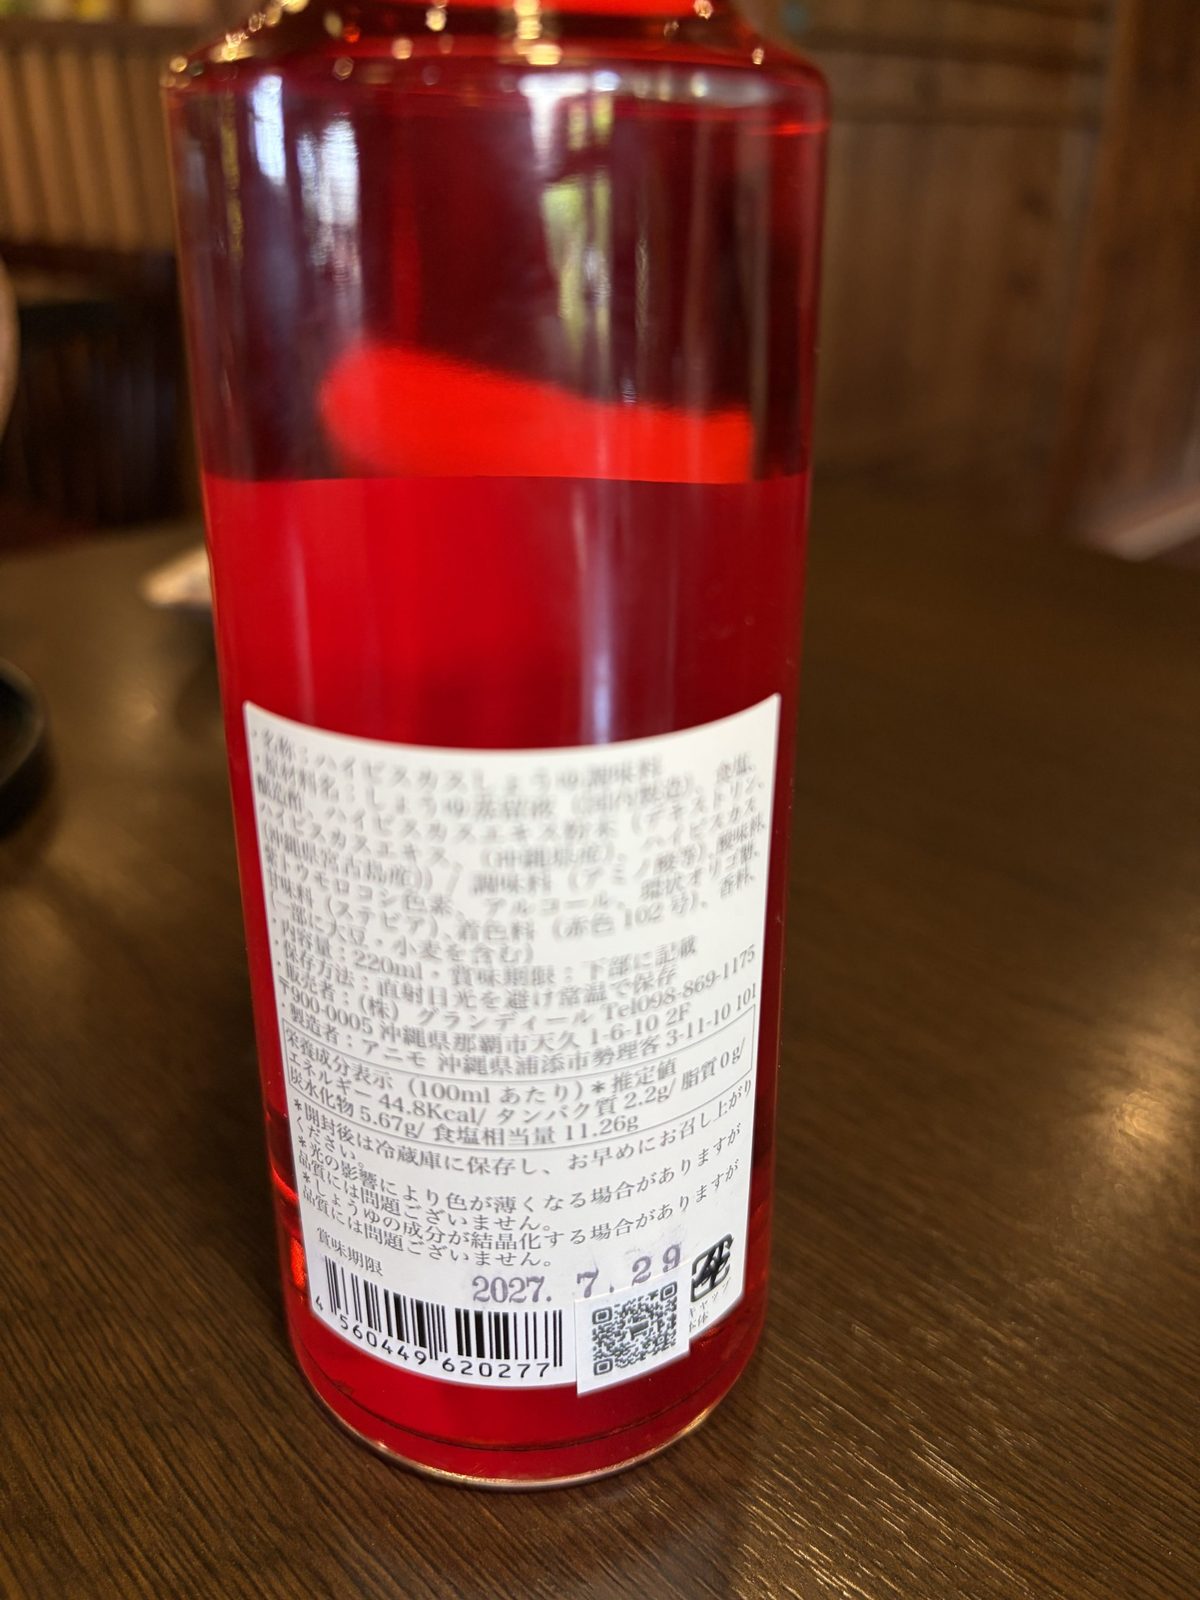 ・名称：ハイビスカスしょうゆ調味料
・原材料名：しょうゆ蒸留液（国内製造）、食塩、
醸造酢、ハイビスカスエキス粉末（デキストリン、
ハイビスカスエキス（沖縄県産）、ハイビスカス、
(沖縄県宮古島産)）/ 調味料（アミノ酸等）、酸味料、
紫トウモロコシ色素、アルコール、環状オリゴ糖、
甘味料（ステビア）、着色料（赤色 102 号）、香料、
(一部に大豆・小麦を含む)
・内容量：220ml・賞味期限：下部に記載
・保存方法：直射日光を避け常温で保存
・販売者：（株）グランディール Tel098-869-1175
〒900-0005 沖縄県那覇市天久 1-6-10 2F
・製造者：アニモ 沖縄県浦添市勢理客 3-11-10 101
栄養成分表示（100ml あたり）＊推定値
エネルギー 44.8Kcal/ タンパク質 2.2g/ 脂質 0g/
炭水化物 5.67g/ 食塩相当量 11.26g
＊開封後は冷蔵庫に保存し、お早めにお召し上がり
ください。
＊光の影響により色が薄くなる場合がありますが
品質には問題ございません。
＊しょうゆの成分が結晶化する場合がありますが
品質には問題ございません。
賞味期限
2027. 7. 29
4 560449 620277
キャップ
本体